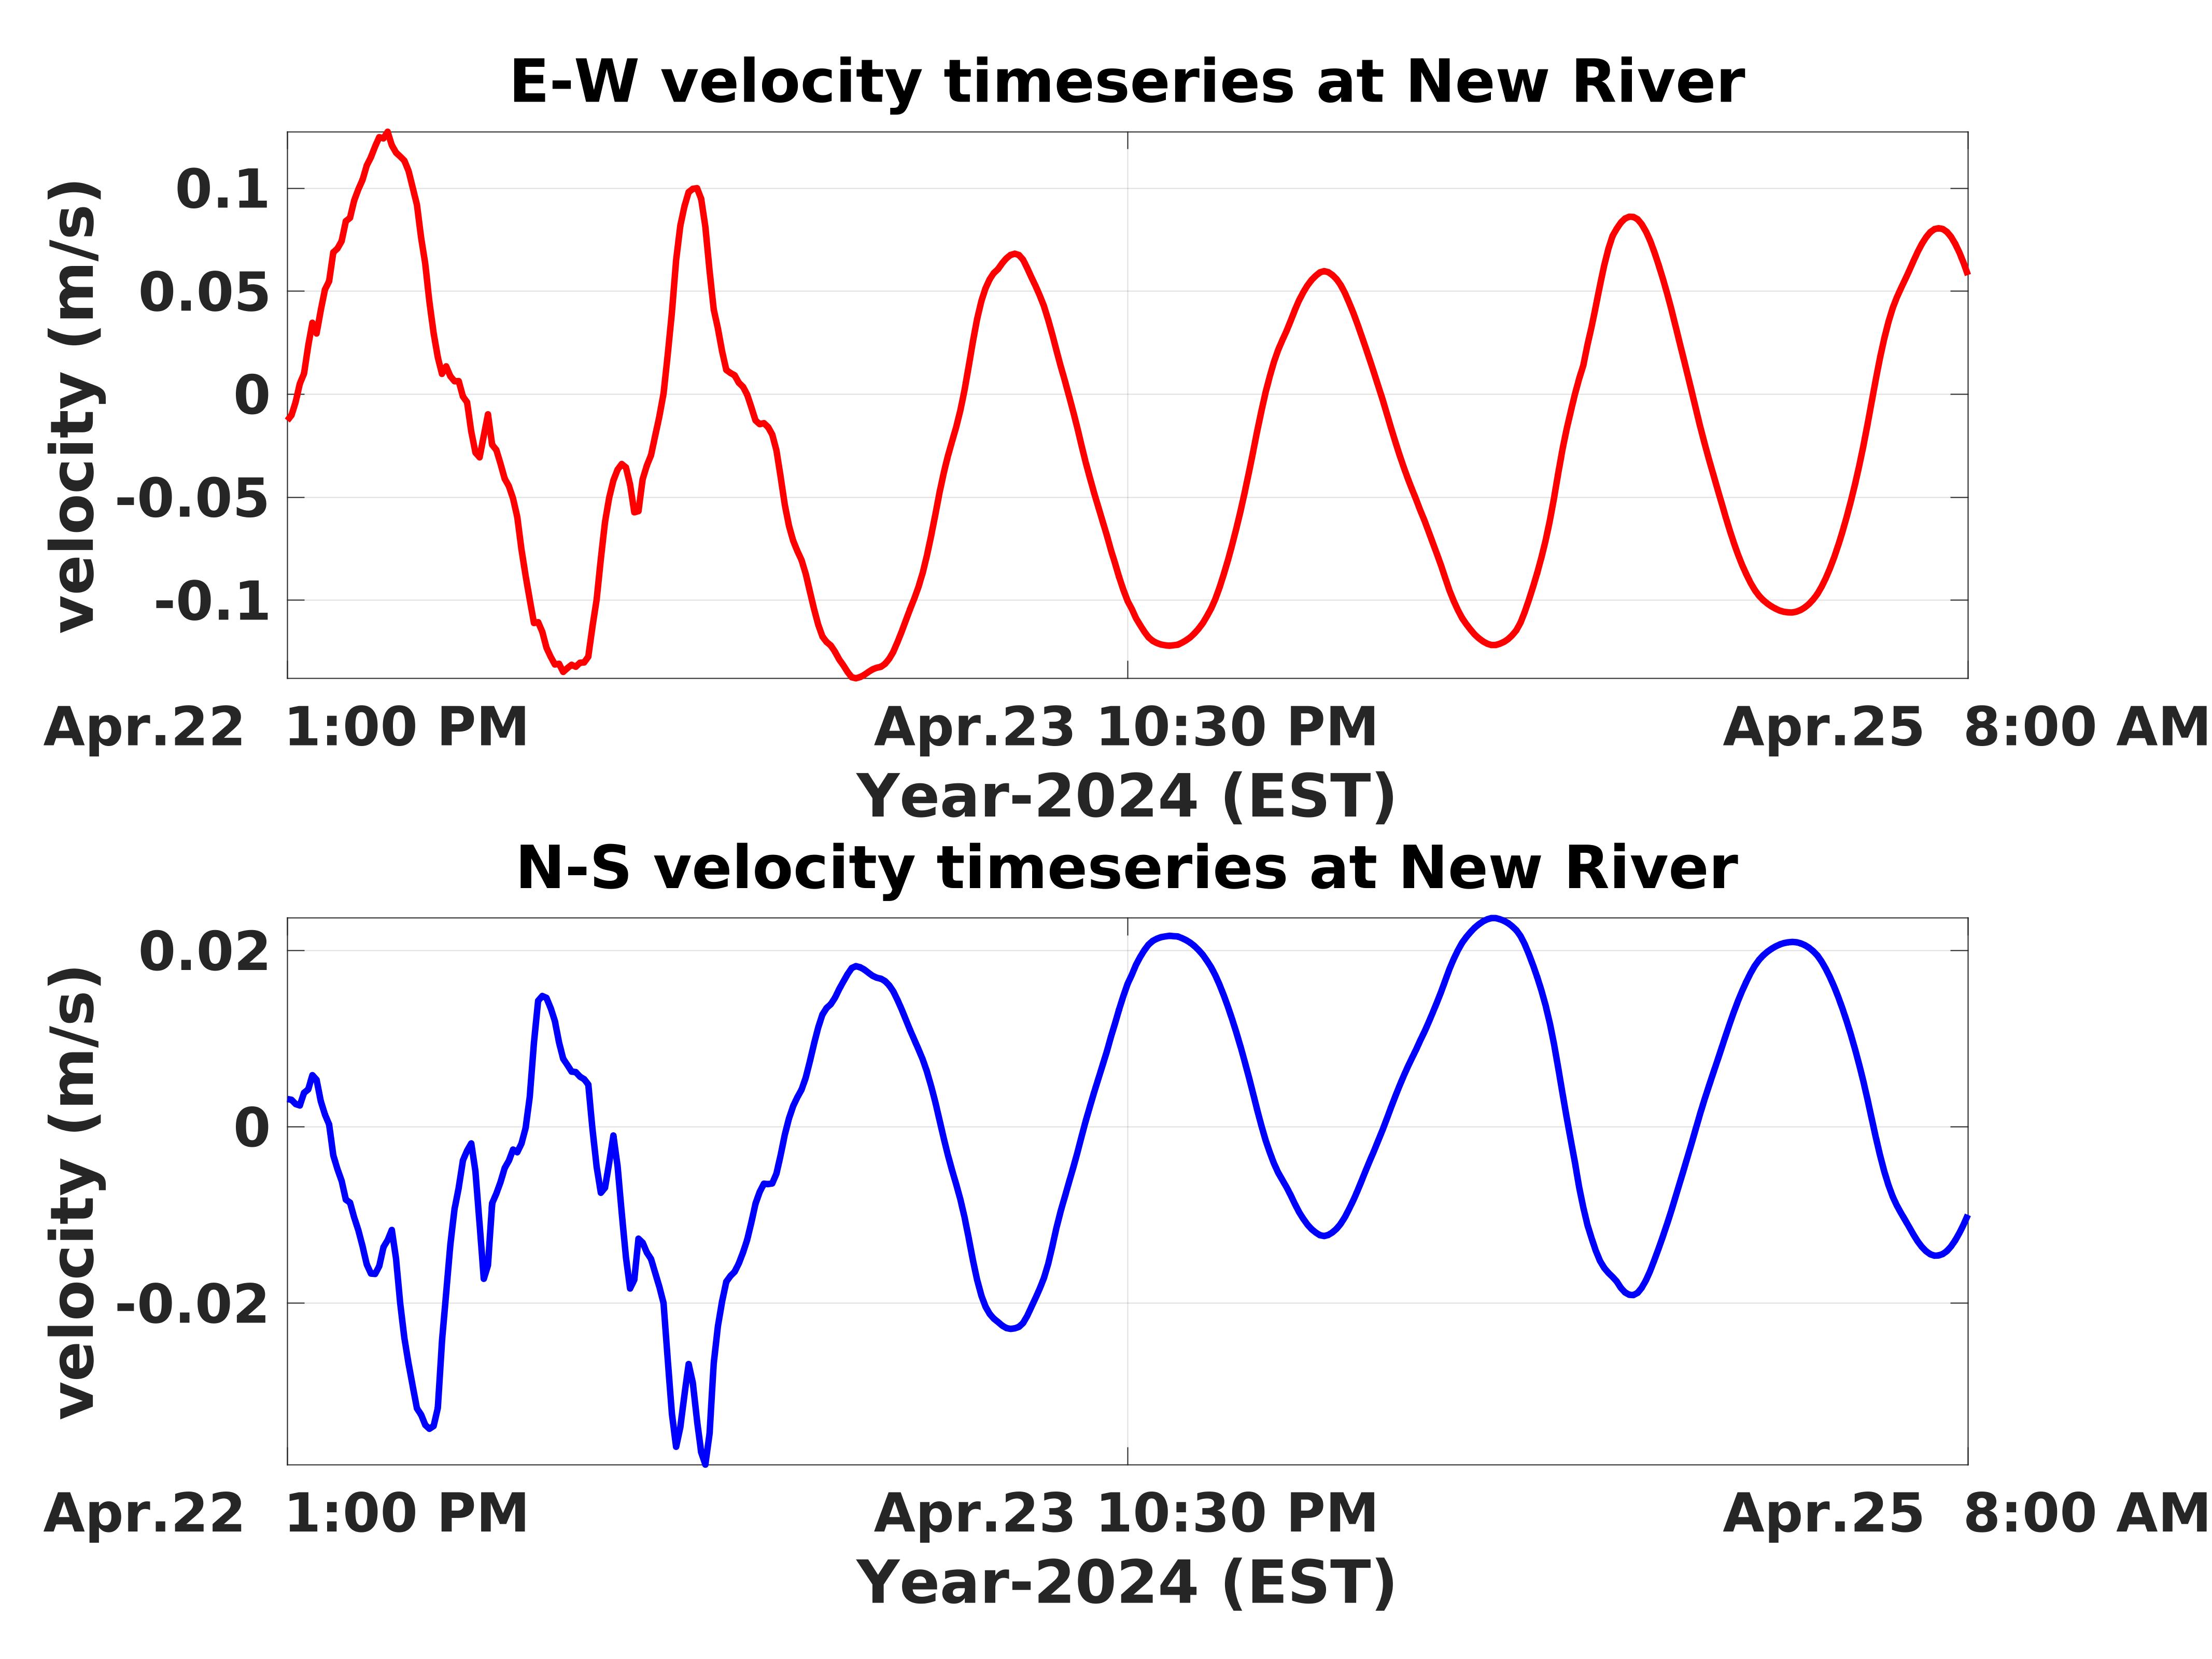 E-W velocity timeseries at New River
velocity (m/s)
0.1
0.05
0
-0.05
-0.1
Apr.22  1:00 PM
Apr.23 10:30 PM
Apr.25  8:00 AM
Year-2024 (EST)
N-S velocity timeseries at New River
velocity (m/s)
0.02
0
-0.02
Apr.22  1:00 PM
Apr.23 10:30 PM
Apr.25  8:00 AM
Year-2024 (EST)